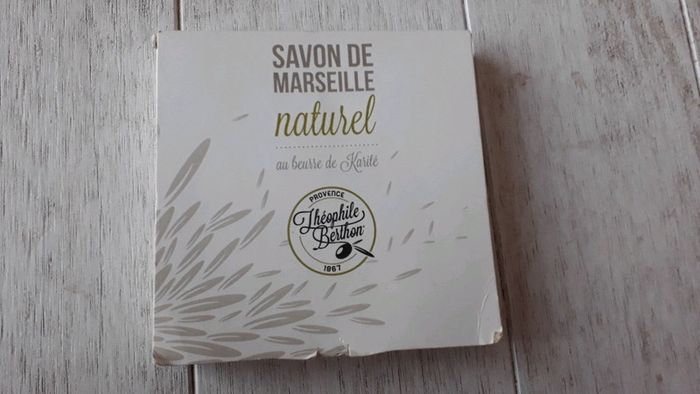 SAVON DE
MARSEILLE
naturel
au beurre de Karité
PROVENCE
Théophile
Berthon
1867